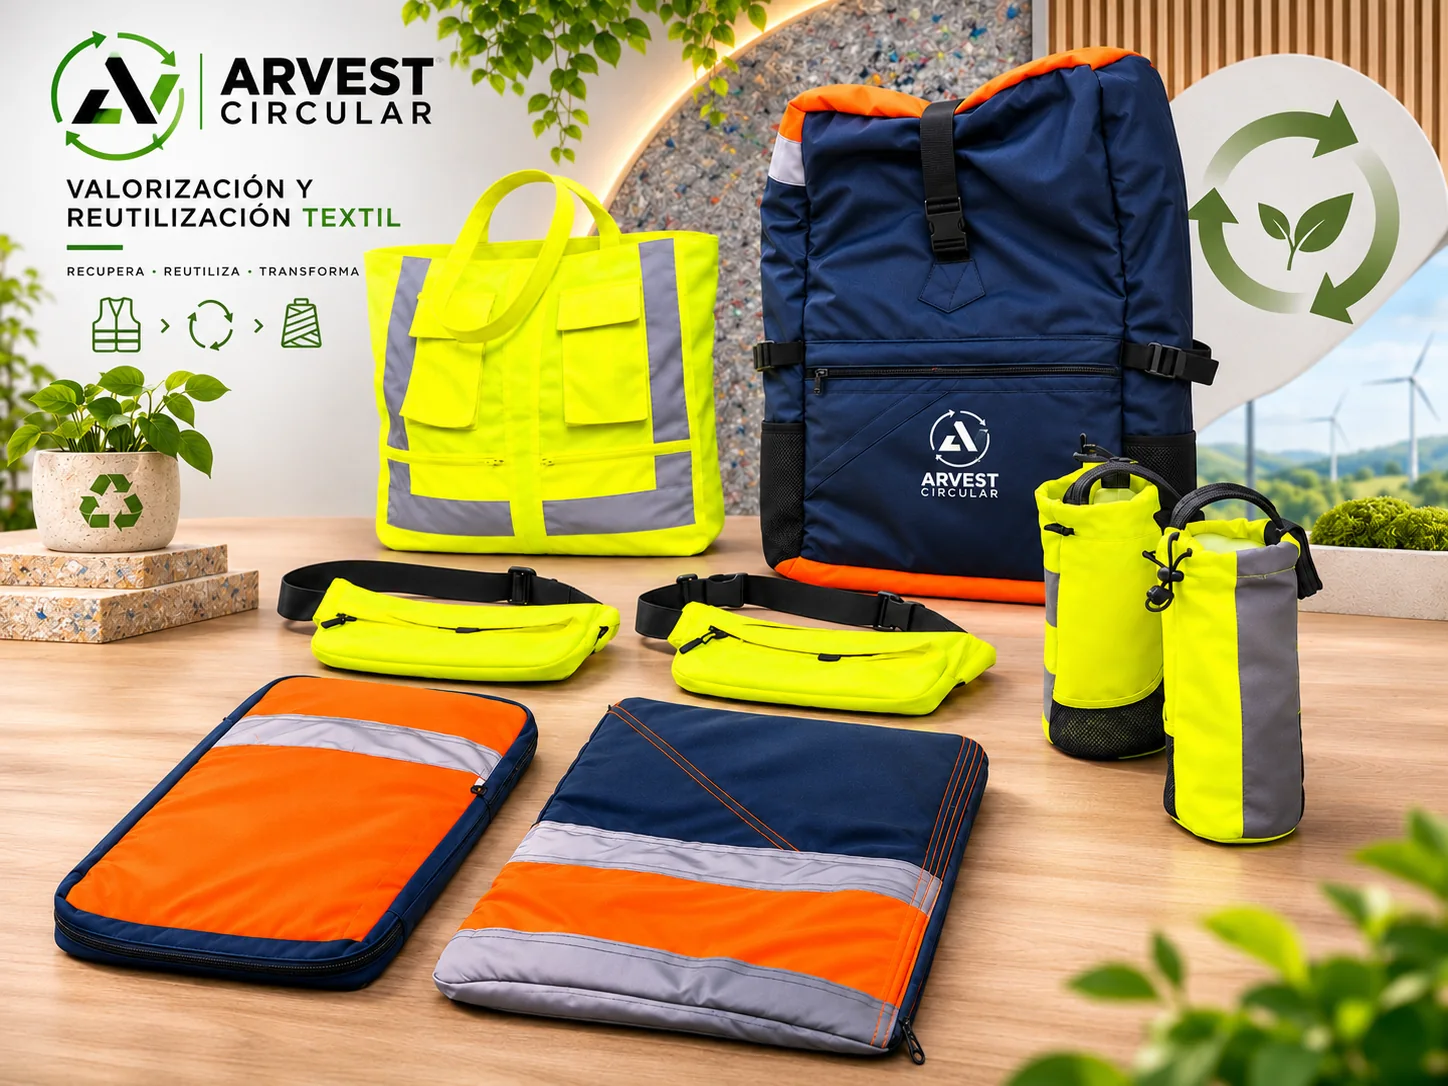 ARVEST
CIRCULAR
VALORIZACIÓN Y
REUTILIZACIÓN TEXTIL
RECUPERA • REUTILIZA • TRANSFORMA
ARVEST
CIRCULAR